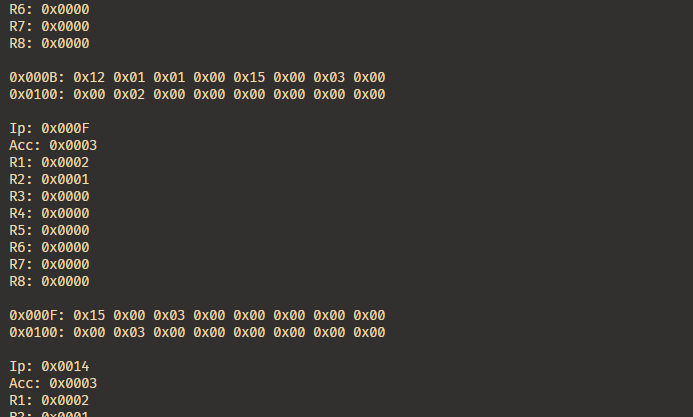 R6: 0x0000
R7: 0x0000
R8: 0x0000
0x000B: 0x12 0x01 0x01 0x00 0x15 0x00 0x03 0x00
0x0100: 0x00 0x02 0x00 0x00 0x00 0x00 0x00 0x00
Ip: 0x000F
Acc: 0x0003
R1: 0x0002
R2: 0x0001
R3: 0x0000
R4: 0x0000
R5: 0x0000
R6: 0x0000
R7: 0x0000
R8: 0x0000
0x000F: 0x15 0x00 0x03 0x00 0x00 0x00 0x00 0x00
0x0100: 0x00 0x03 0x00 0x00 0x00 0x00 0x00 0x00
Ip: 0x0014
Acc: 0x0003
R1: 0x0002
R2: 0x0001